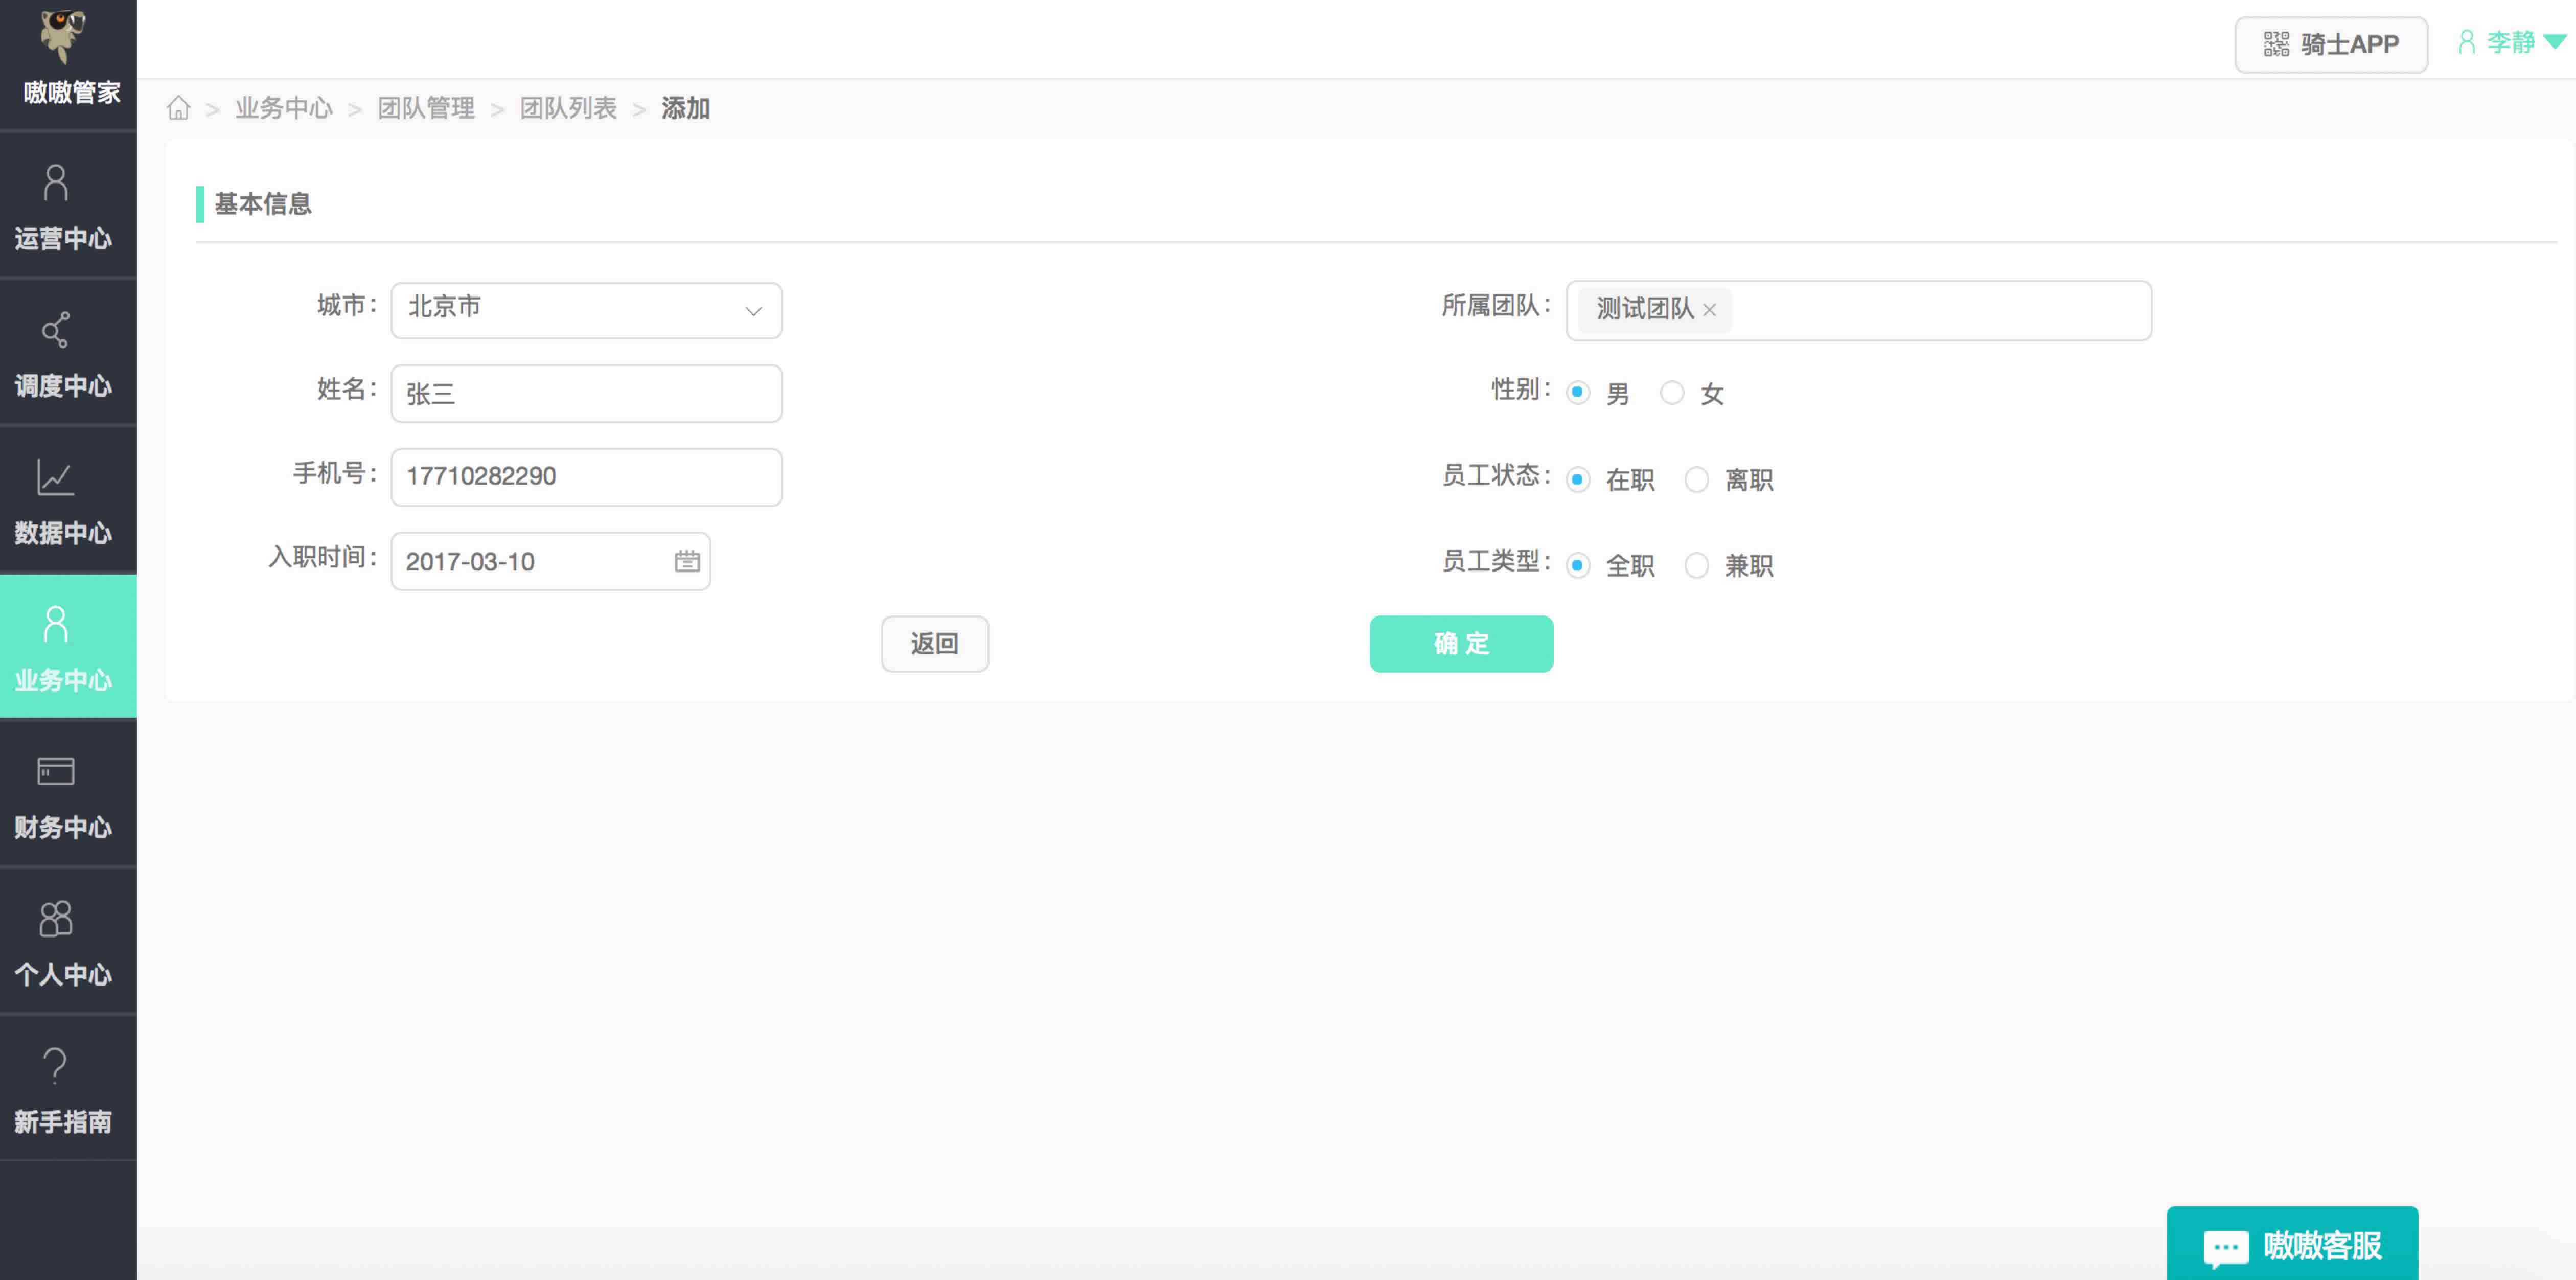 嗷嗷管家
骑士APP
李静
业务中心 > 团队管理 > 团队列表 > 添加
运营中心
调度中心
数据中心
业务中心
财务中心
个人中心
新手指南
基本信息
城市: 北京市
所属团队: 测试团队 ×
姓名: 张三
性别: 男 女
手机号: 17710282290
员工状态: 在职 离职
入职时间: 2017-03-10
员工类型: 全职 兼职
返回
确 定
嗷嗷客服